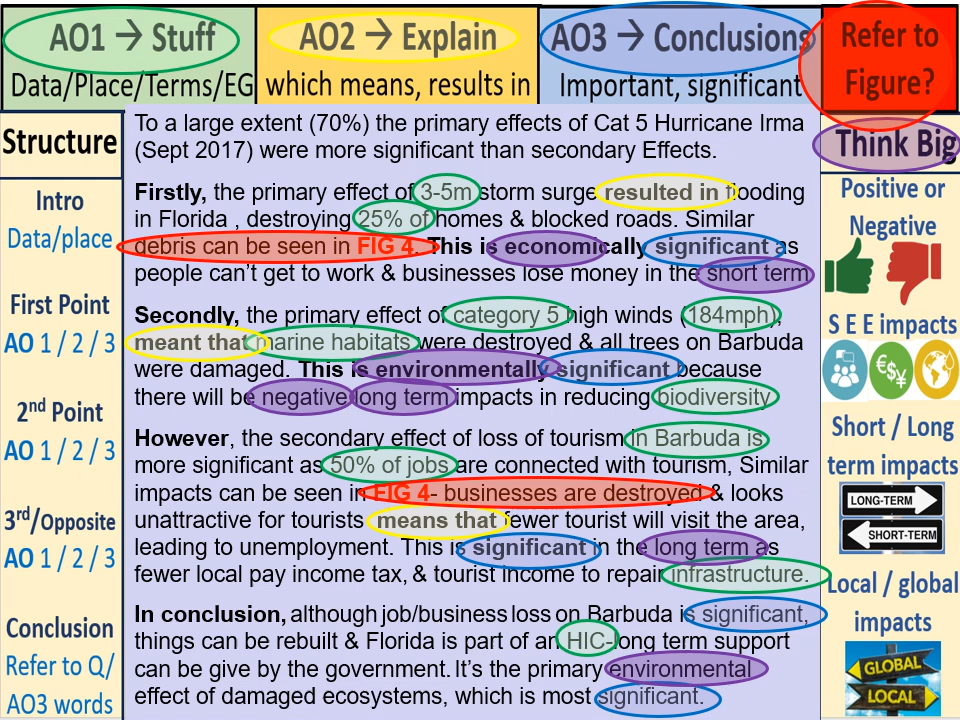 AO1 → Stuff
Data/Place/Terms/EG
AO2 → Explain
which means, results in
AO3 → Conclusions
Important, significant
Refer to
Figure?
Structure
Intro
Data/place
First Point
AO 1 / 2 / 3
2nd Point
AO 1 / 2 / 3
3rd/Opposite
AO 1 / 2 / 3
Conclusion
Refer to Q/
AO3 words
To a large extent (70%) the primary effects of Cat 5 Hurricane Irma
(Sept 2017) were more significant than secondary Effects.
Firstly, the primary effect of 3-5m storm surge resulted in flooding
in Florida , destroying 25% of homes & blocked roads. Similar
debris can be seen in FIG 4. This is economically significant as
people can’t get to work & businesses lose money in the short term
Secondly, the primary effect of category 5 high winds (184mph),
meant that marine habitats were destroyed & all trees on Barbuda
were damaged. This is environmentally significant because
there will be negative long term impacts in reducing biodiversity
However, the secondary effect of loss of tourism in Barbuda is
more significant as 50% of jobs are connected with tourism, Similar
impacts can be seen in FIG 4- businesses are destroyed & looks
unattractive for tourists means that fewer tourist will visit the area,
leading to unemployment. This is significant in the long term as
fewer local pay income tax, & tourist income to repair infrastructure.
In conclusion, although job/business loss on Barbuda is significant,
things can be rebuilt & Florida is part of an HIC-long term support
can be give by the government. It’s the primary environmental
effect of damaged ecosystems, which is most significant.
Think Big
Positive or
Negative
S E E impacts
€$¥
Short / Long
term impacts
LONG-TERM
SHORT-TERM
Local / global
impacts
GLOBAL
LOCAL